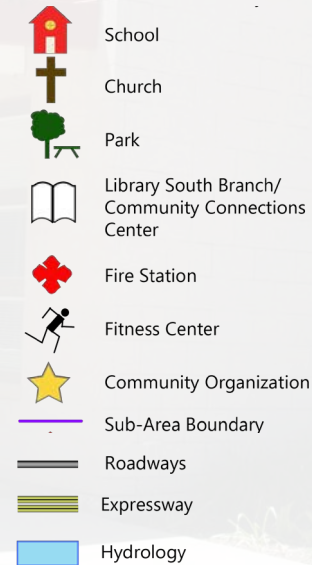 School
Church
Park
Library South Branch/
Community Connections
Center
Fire Station
Fitness Center
Community Organization
Sub-Area Boundary
Roadways
Expressway
Hydrology